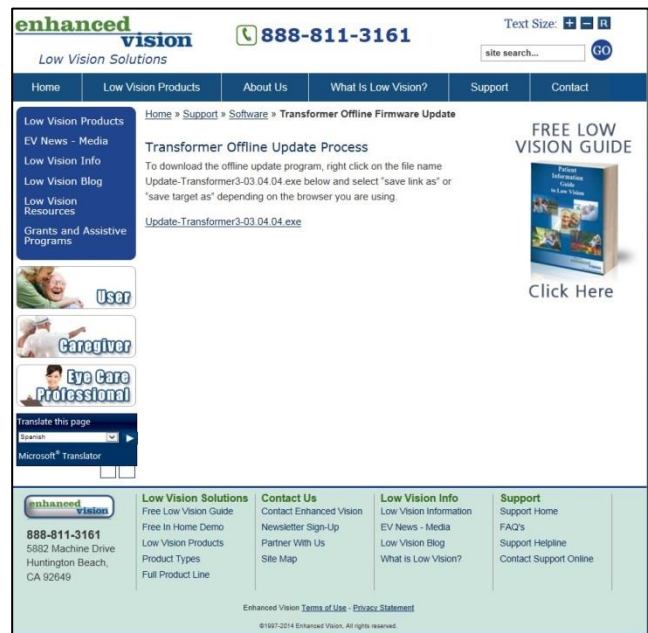 enhanced
vision
Low Vision Solutions
888-811-3161
Text Size: + - R
site search...
GO
Home
Low Vision Products
About Us
What Is Low Vision?
Support
Contact
Low Vision Products
EV News - Media
Low Vision Info
Low Vision Blog
Low Vision
Resources
Grants and Assistive
Programs
User
Caregiver
Eye Care
Professional
Translate this page
Spanish
Microsoft® Translator
Home » Support » Software » Transformer Offline Firmware Update
Transformer Offline Update Process
To download the offline update program, right click on the file name
Update-Transformer3-03.04.04.exe below and select "save link as" or
"save target as" depending on the browser you are using.
Update-Transformer3-03.04.04.exe
FREE LOW
VISION GUIDE
Patient
Information
Guide
to Low Vision
Click Here
enhanced
vision
888-811-3161
5882 Machine Drive
Huntington Beach,
CA 92649
Low Vision Solutions
Free Low Vision Guide
Free In Home Demo
Low Vision Products
Product Types
Full Product Line
Contact Us
Contact Enhanced Vision
Newsletter Sign-Up
Partner With Us
Site Map
Low Vision Info
Low Vision Information
EV News - Media
Low Vision Blog
What is Low Vision?
Support
Support Home
FAQ's
Support Helpline
Contact Support Online
Enhanced Vision Terms of Use - Privacy Statement
©1997-2014 Enhanced Vision, All rights reserved.